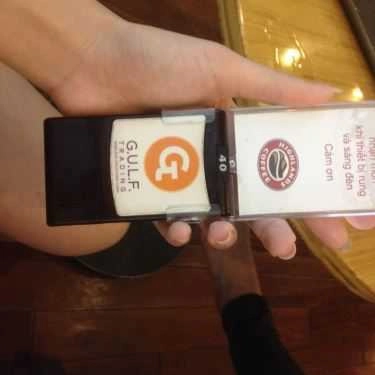 G.U.L.F.
TRADING
40
HIGHLANDS
COFFEE
khi thiết bị rung
và sáng đèn
Cảm ơn